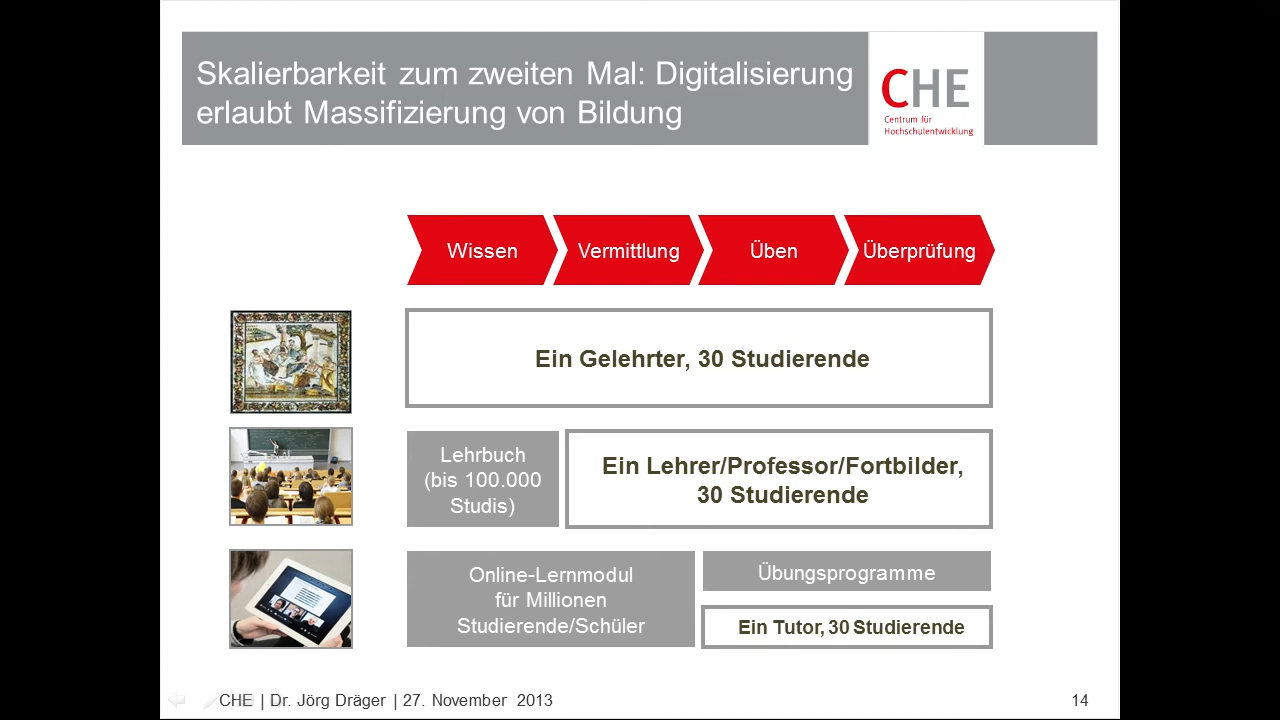 Skalierbarkeit zum zweiten Mal: Digitalisierung
erlaubt Massifizierung von Bildung
CHE
Centrum für
Hochschulentwicklung
Wissen
Vermittlung
Üben
Überprüfung
Ein Gelehrter, 30 Studierende
Lehrbuch
(bis 100.000
Studis)
Ein Lehrer/Professor/Fortbilder,
30 Studierende
Online-Lernmodul
für Millionen
Studierende/Schüler
Übungsprogramme
Ein Tutor, 30 Studierende
CHE | Dr. Jörg Dräger | 27. November 2013
14